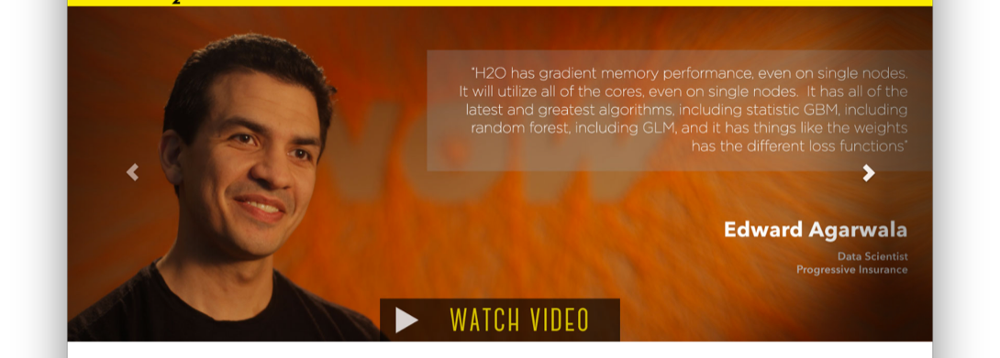 "H2O has gradient memory performance, even on single nodes.
It will utilize all of the cores, even on single nodes. It has all of the
latest and greatest algorithms, including statistic GBM, including
random forest, including GLM, and it has things like the weights
has the different loss functions"
Edward Agarwala
Data Scientist
Progressive Insurance
WATCH VIDEO